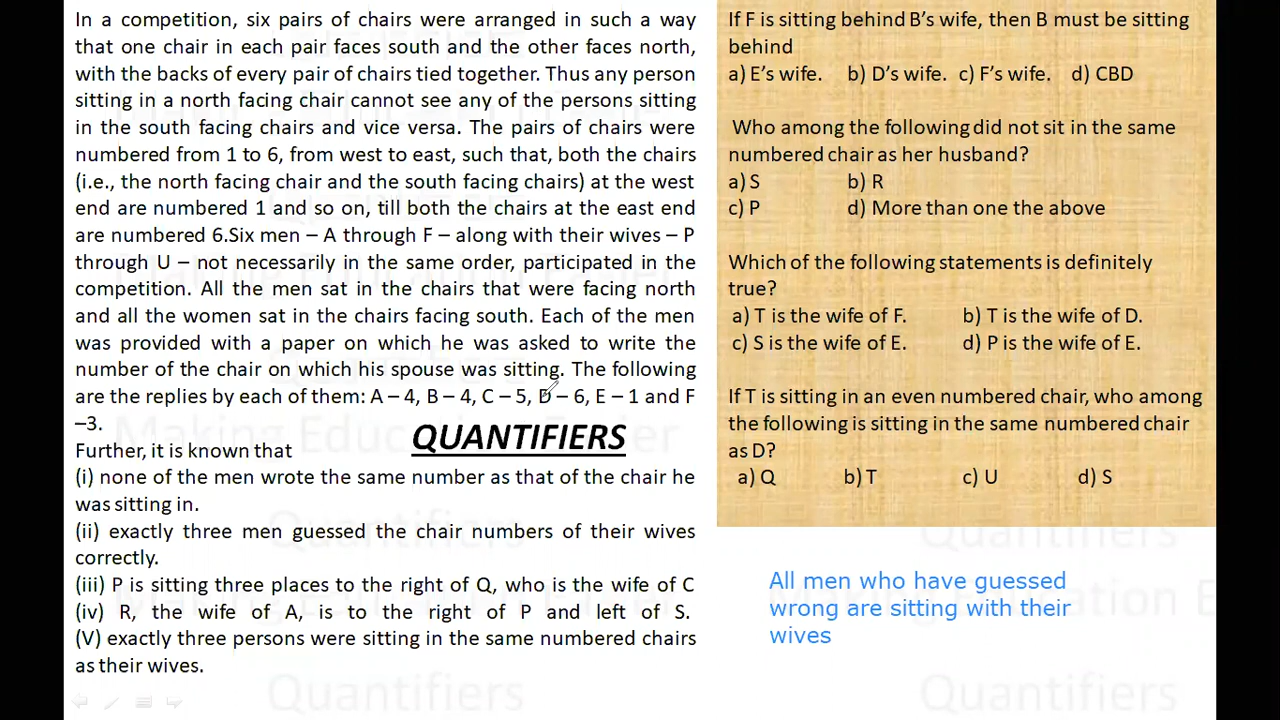 In a competition, six pairs of chairs were arranged in such a way
that one chair in each pair faces south and the other faces north,
with the backs of every pair of chairs tied together. Thus any person
sitting in a north facing chair cannot see any of the persons sitting
in the south facing chairs and vice versa. The pairs of chairs were
numbered from 1 to 6, from west to east, such that, both the chairs
(i.e., the north facing chair and the south facing chairs) at the west
end are numbered 1 and so on, till both the chairs at the east end
are numbered 6.Six men – A through F – along with their wives – P
through U – not necessarily in the same order, participated in the
competition. All the men sat in the chairs that were facing north
and all the women sat in the chairs facing south. Each of the men
was provided with a paper on which he was asked to write the
number of the chair on which his spouse was sitting. The following
are the replies by each of them: A – 4, B – 4, C – 5, D – 6, E – 1 and F
–3.
Further, it is known that
QUANTIFIERS
(i) none of the men wrote the same number as that of the chair he
was sitting in.
(ii) exactly three men guessed the chair numbers of their wives
correctly.
(iii) P is sitting three places to the right of Q, who is the wife of C
(iv) R, the wife of A, is to the right of P and left of S.
(V) exactly three persons were sitting in the same numbered chairs
as their wives.
If F is sitting behind B's wife, then B must be sitting
behind
a) E's wife. b) D's wife. c) F's wife. d) CBD
Who among the following did not sit in the same
numbered chair as her husband?
a) S b) R
c) P d) More than one the above
Which of the following statements is definitely
true?
a) T is the wife of F. b) T is the wife of D.
c) S is the wife of E. d) P is the wife of E.
If T is sitting in an even numbered chair, who among
the following is sitting in the same numbered chair
as D?
a) Q b) T c) U d) S
All men who have guessed
wrong are sitting with their
wives
Quantifiers
Quantifiers